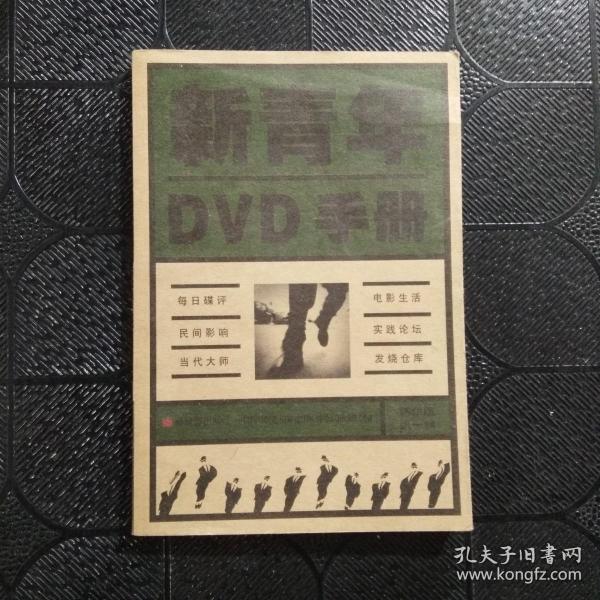 新青年
DVD手册
每日碟评
民间影响
当代大师
电影生活
实践论坛
发烧仓库
孔夫子旧书网
www.kongfz.com